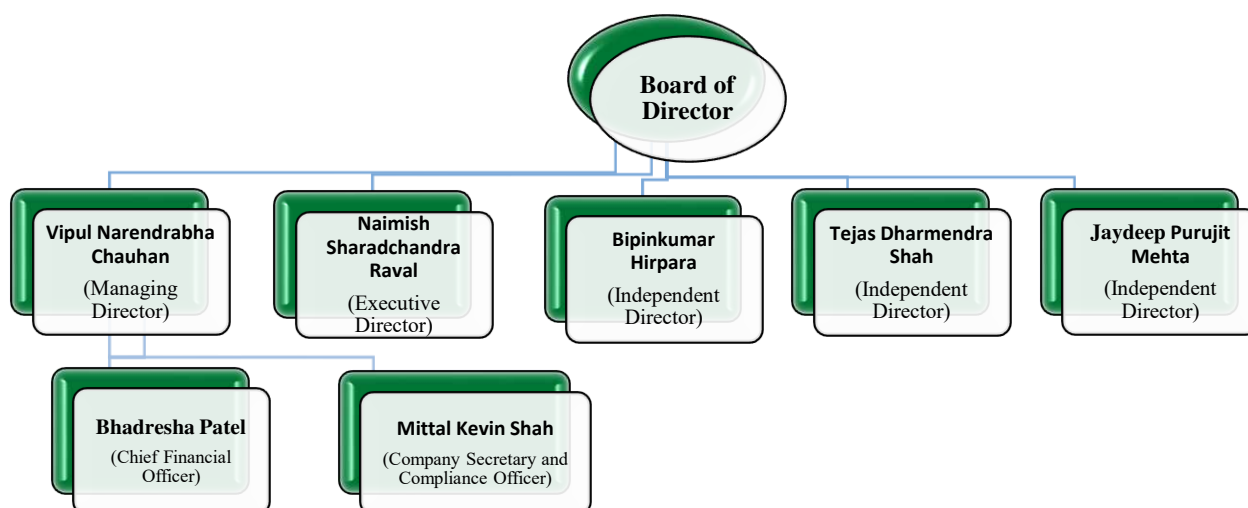 Board of
Director
Vipul Narendrabha
Chauhan
(Managing
Director)
Naimish
Sharadchandra
Raval
(Executive
Director)
Bipinkumar
Hirpara
(Independent
Director)
Tejas Dharmendra
Shah
(Independent
Director)
Jaydeep Purujit
Mehta
(Independent
Director)
Bhadresha Patel
(Chief Financial
Officer)
Mittal Kevin Shah
(Company Secretary and
Compliance Officer)